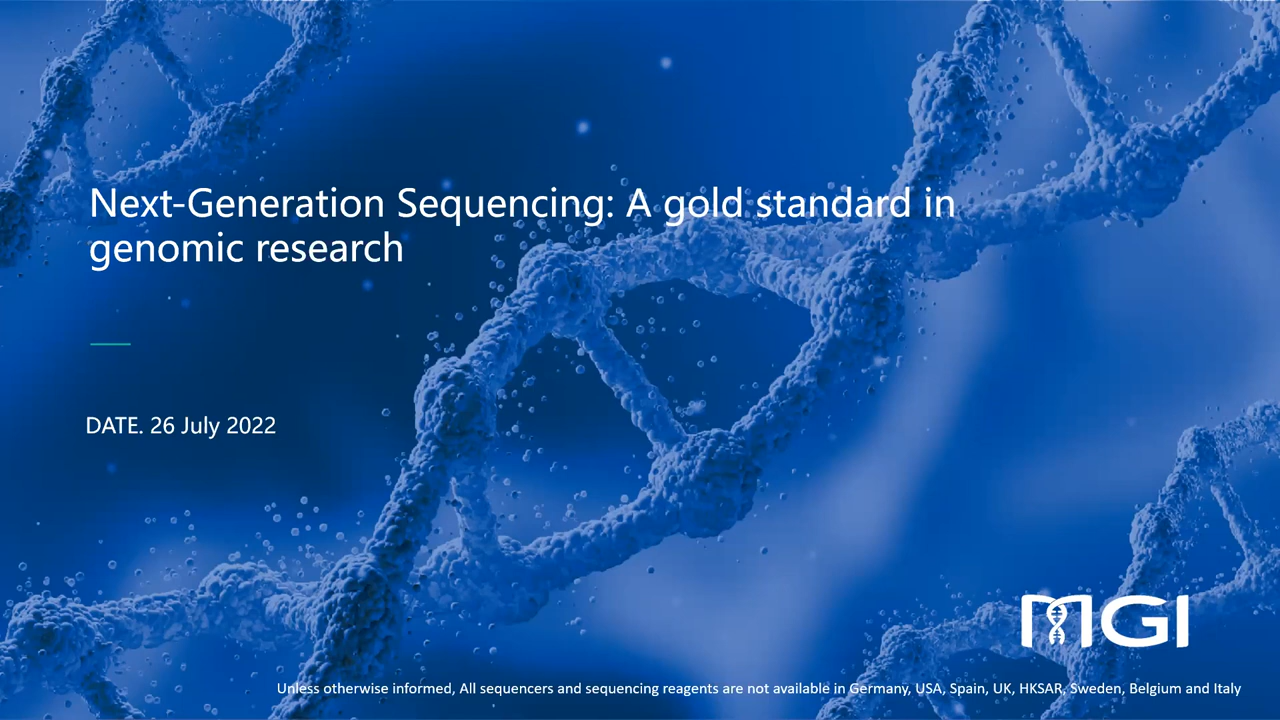 Next-Generation Sequencing: A gold standard in
genomic research
DATE. 26 July 2022
MGI
Unless otherwise informed, All sequencers and sequencing reagents are not available in Germany, USA, Spain, UK, HKSAR, Sweden, Belgium and Italy